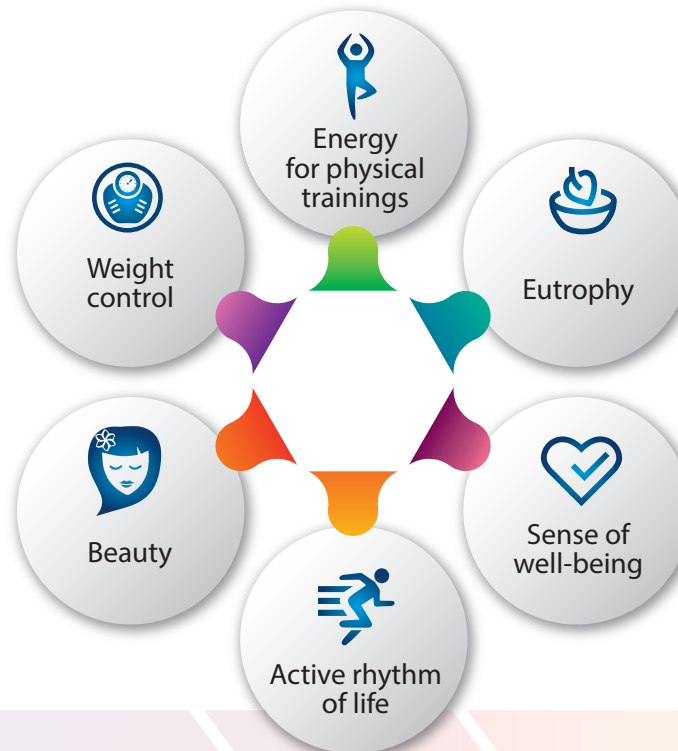 Energy
for physical
trainings
Eutrophy
Sense of
well-being
Active rhythm
of life
Beauty
Weight
control